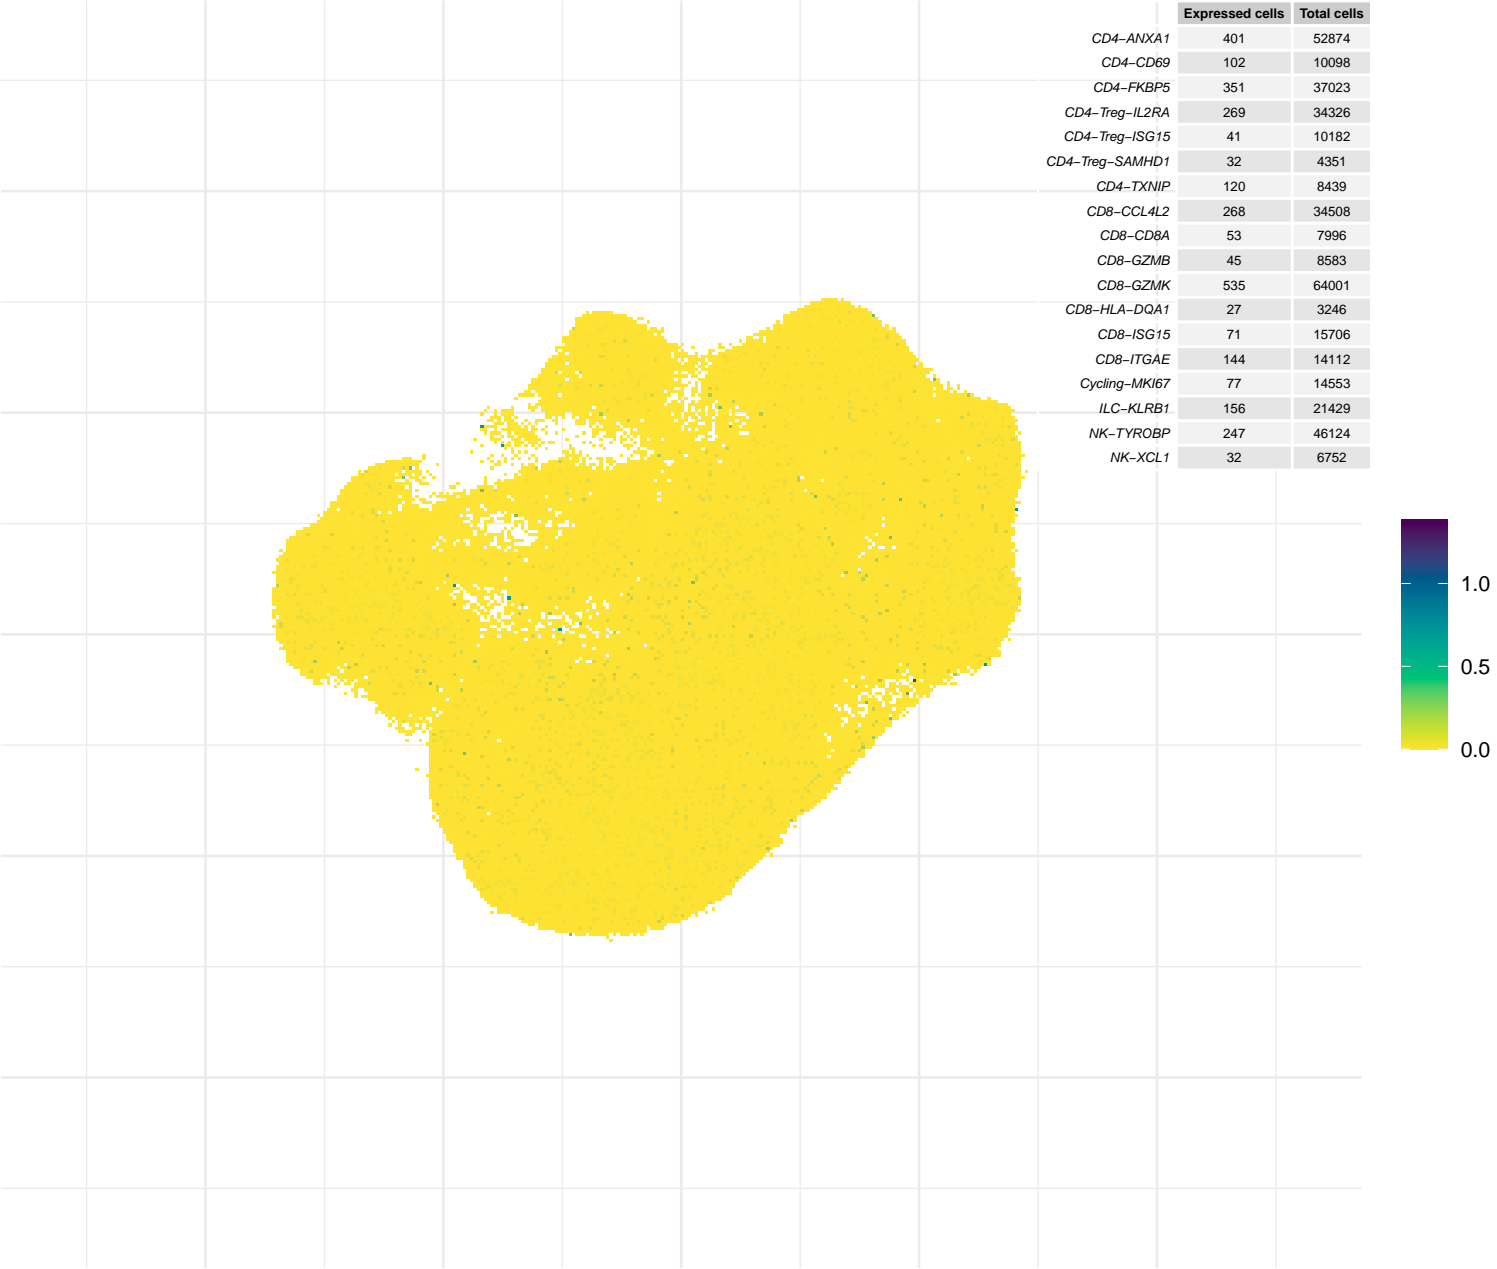 Expressed cells Total cells
CD4−ANXA1 401 52874
CD4−CD69 102 10098
CD4−FKBP5 351 37023
CD4−Treg−IL2RA 269 34326
CD4−Treg−ISG15 41 10182
CD4−Treg−SAMHD1 32 4351
CD4−TXNIP 120 8439
CD8−CCL4L2 268 34508
CD8−CD8A 53 7996
CD8−GZMB 45 8583
CD8−GZMK 535 64001
CD8−HLA−DQA1 27 3246
CD8−ISG15 71 15706
CD8−ITGAE 144 14112
Cycling−MKI67 77 14553
ILC−KLRB1 156 21429
NK−TYROBP 247 46124
NK−XCL1 32 6752
1.0
0.5
0.0